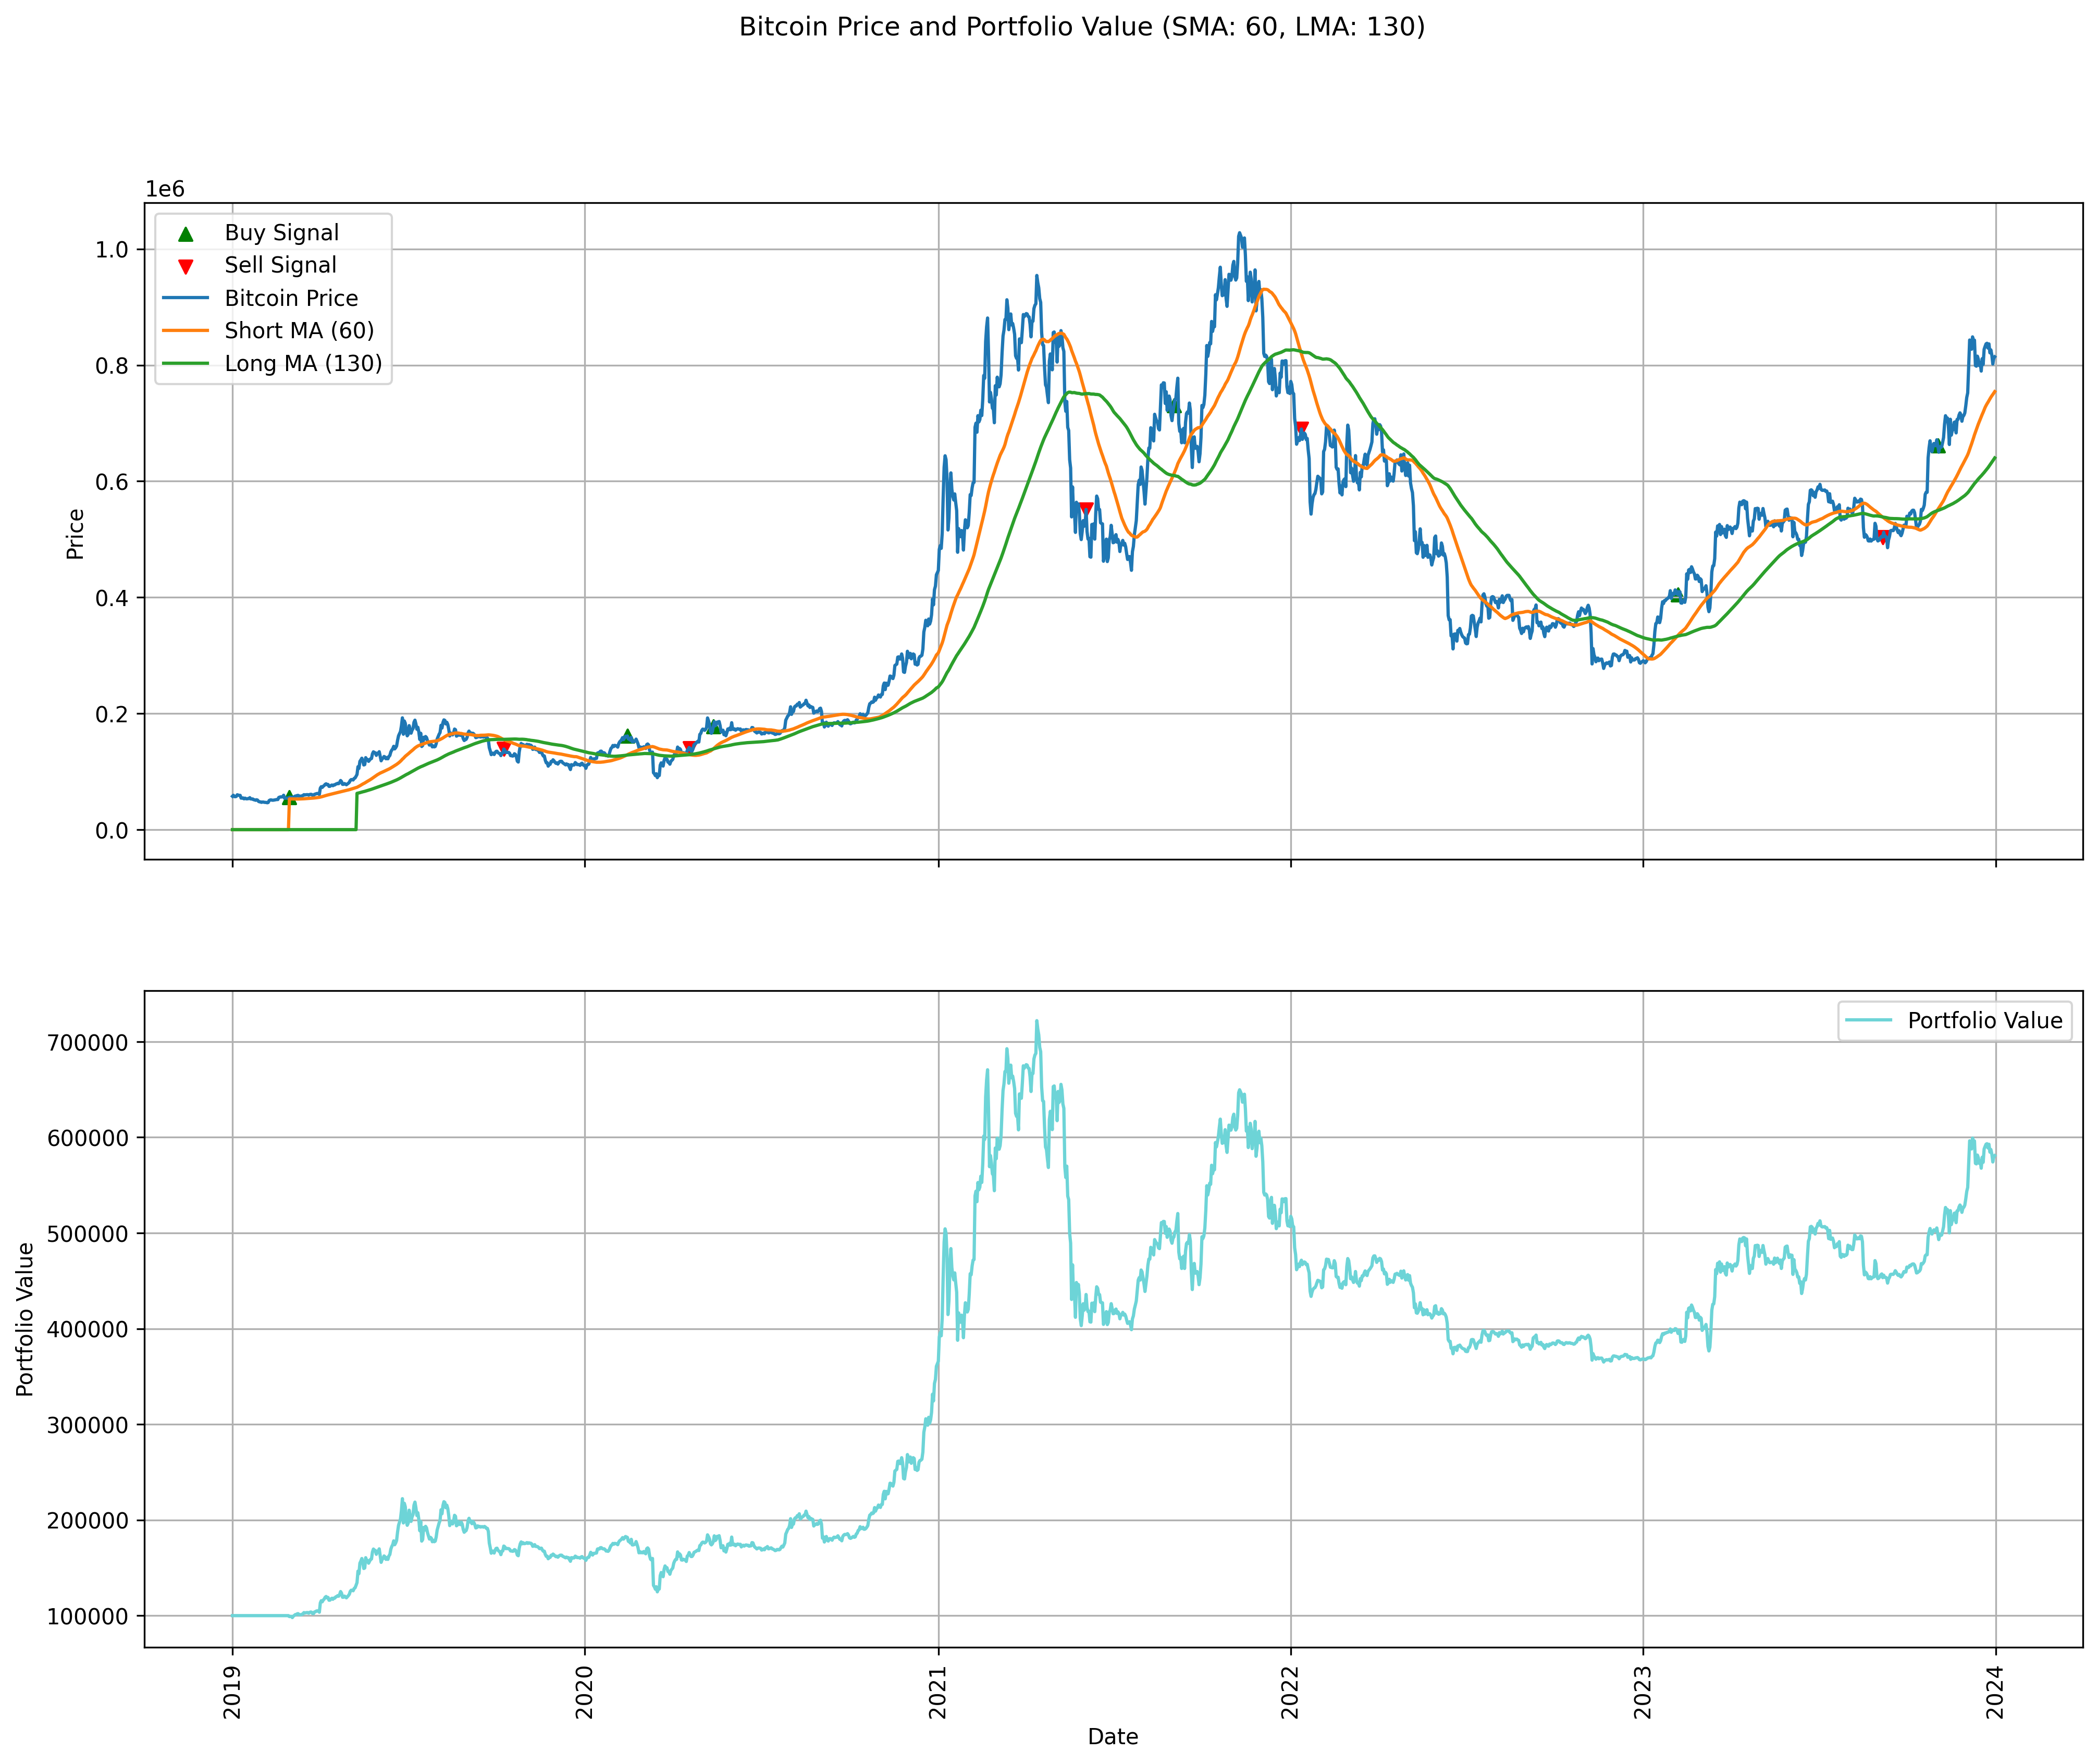 Bitcoin Price and Portfolio Value (SMA: 60, LMA: 130)
1e6
Buy Signal
Sell Signal
Bitcoin Price
Short MA (60)
Long MA (130)
1.0
0.8
0.6
0.4
0.2
0.0
Price
Portfolio Value
700000
600000
500000
400000
300000
200000
100000
Portfolio Value
2019
2020
2021
2022
2023
2024
Date